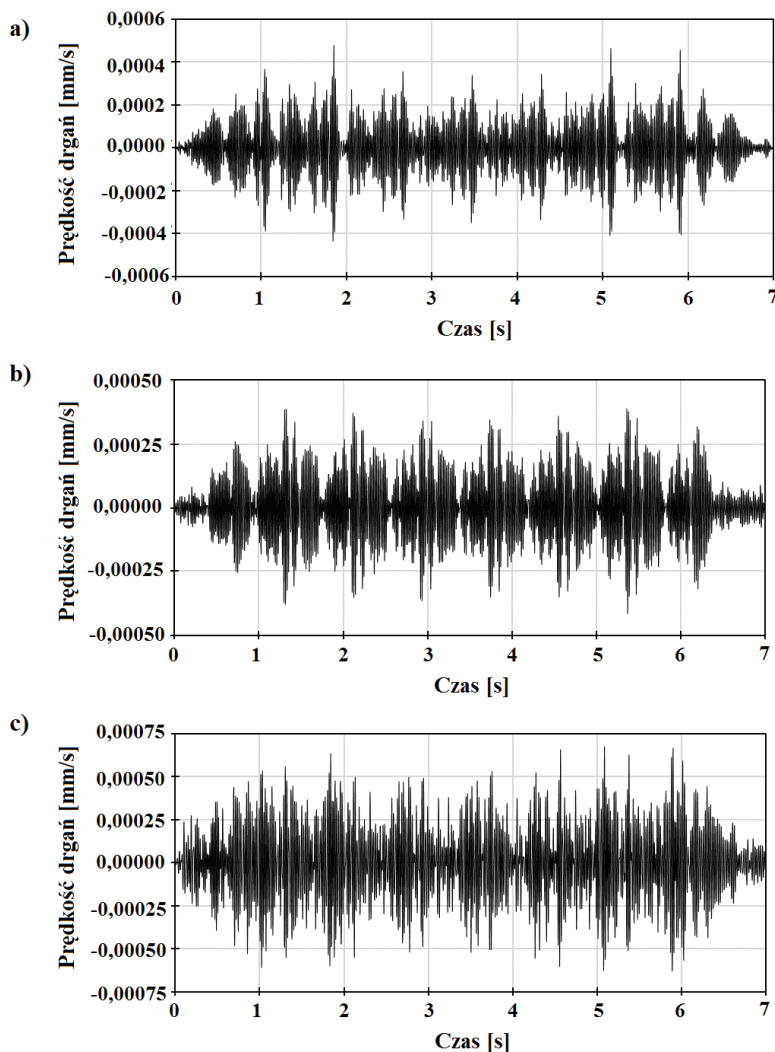 a)
Prędkość drgań [mm/s]
0,0006
0,0004
0,0002
0,0000
-0,0002
-0,0004
-0,0006
0 1 2 3 4 5 6 7
Czas [s]
b)
Prędkość drgań [mm/s]
0,00050
0,00025
0,00000
-0,00025
-0,00050
0 1 2 3 4 5 6 7
Czas [s]
c)
Prędkość drgań [mm/s]
0,00075
0,00050
0,00025
0,00000
-0,00025
-0,00050
-0,00075
0 1 2 3 4 5 6 7
Czas [s]